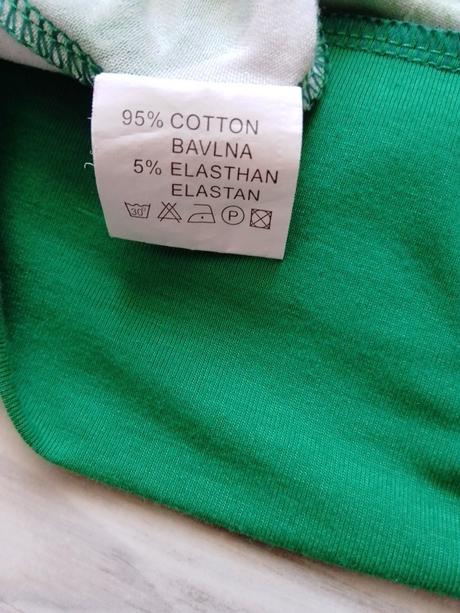 95% COTTON
BAVLNA
5% ELASTHAN
ELASTAN
30° P